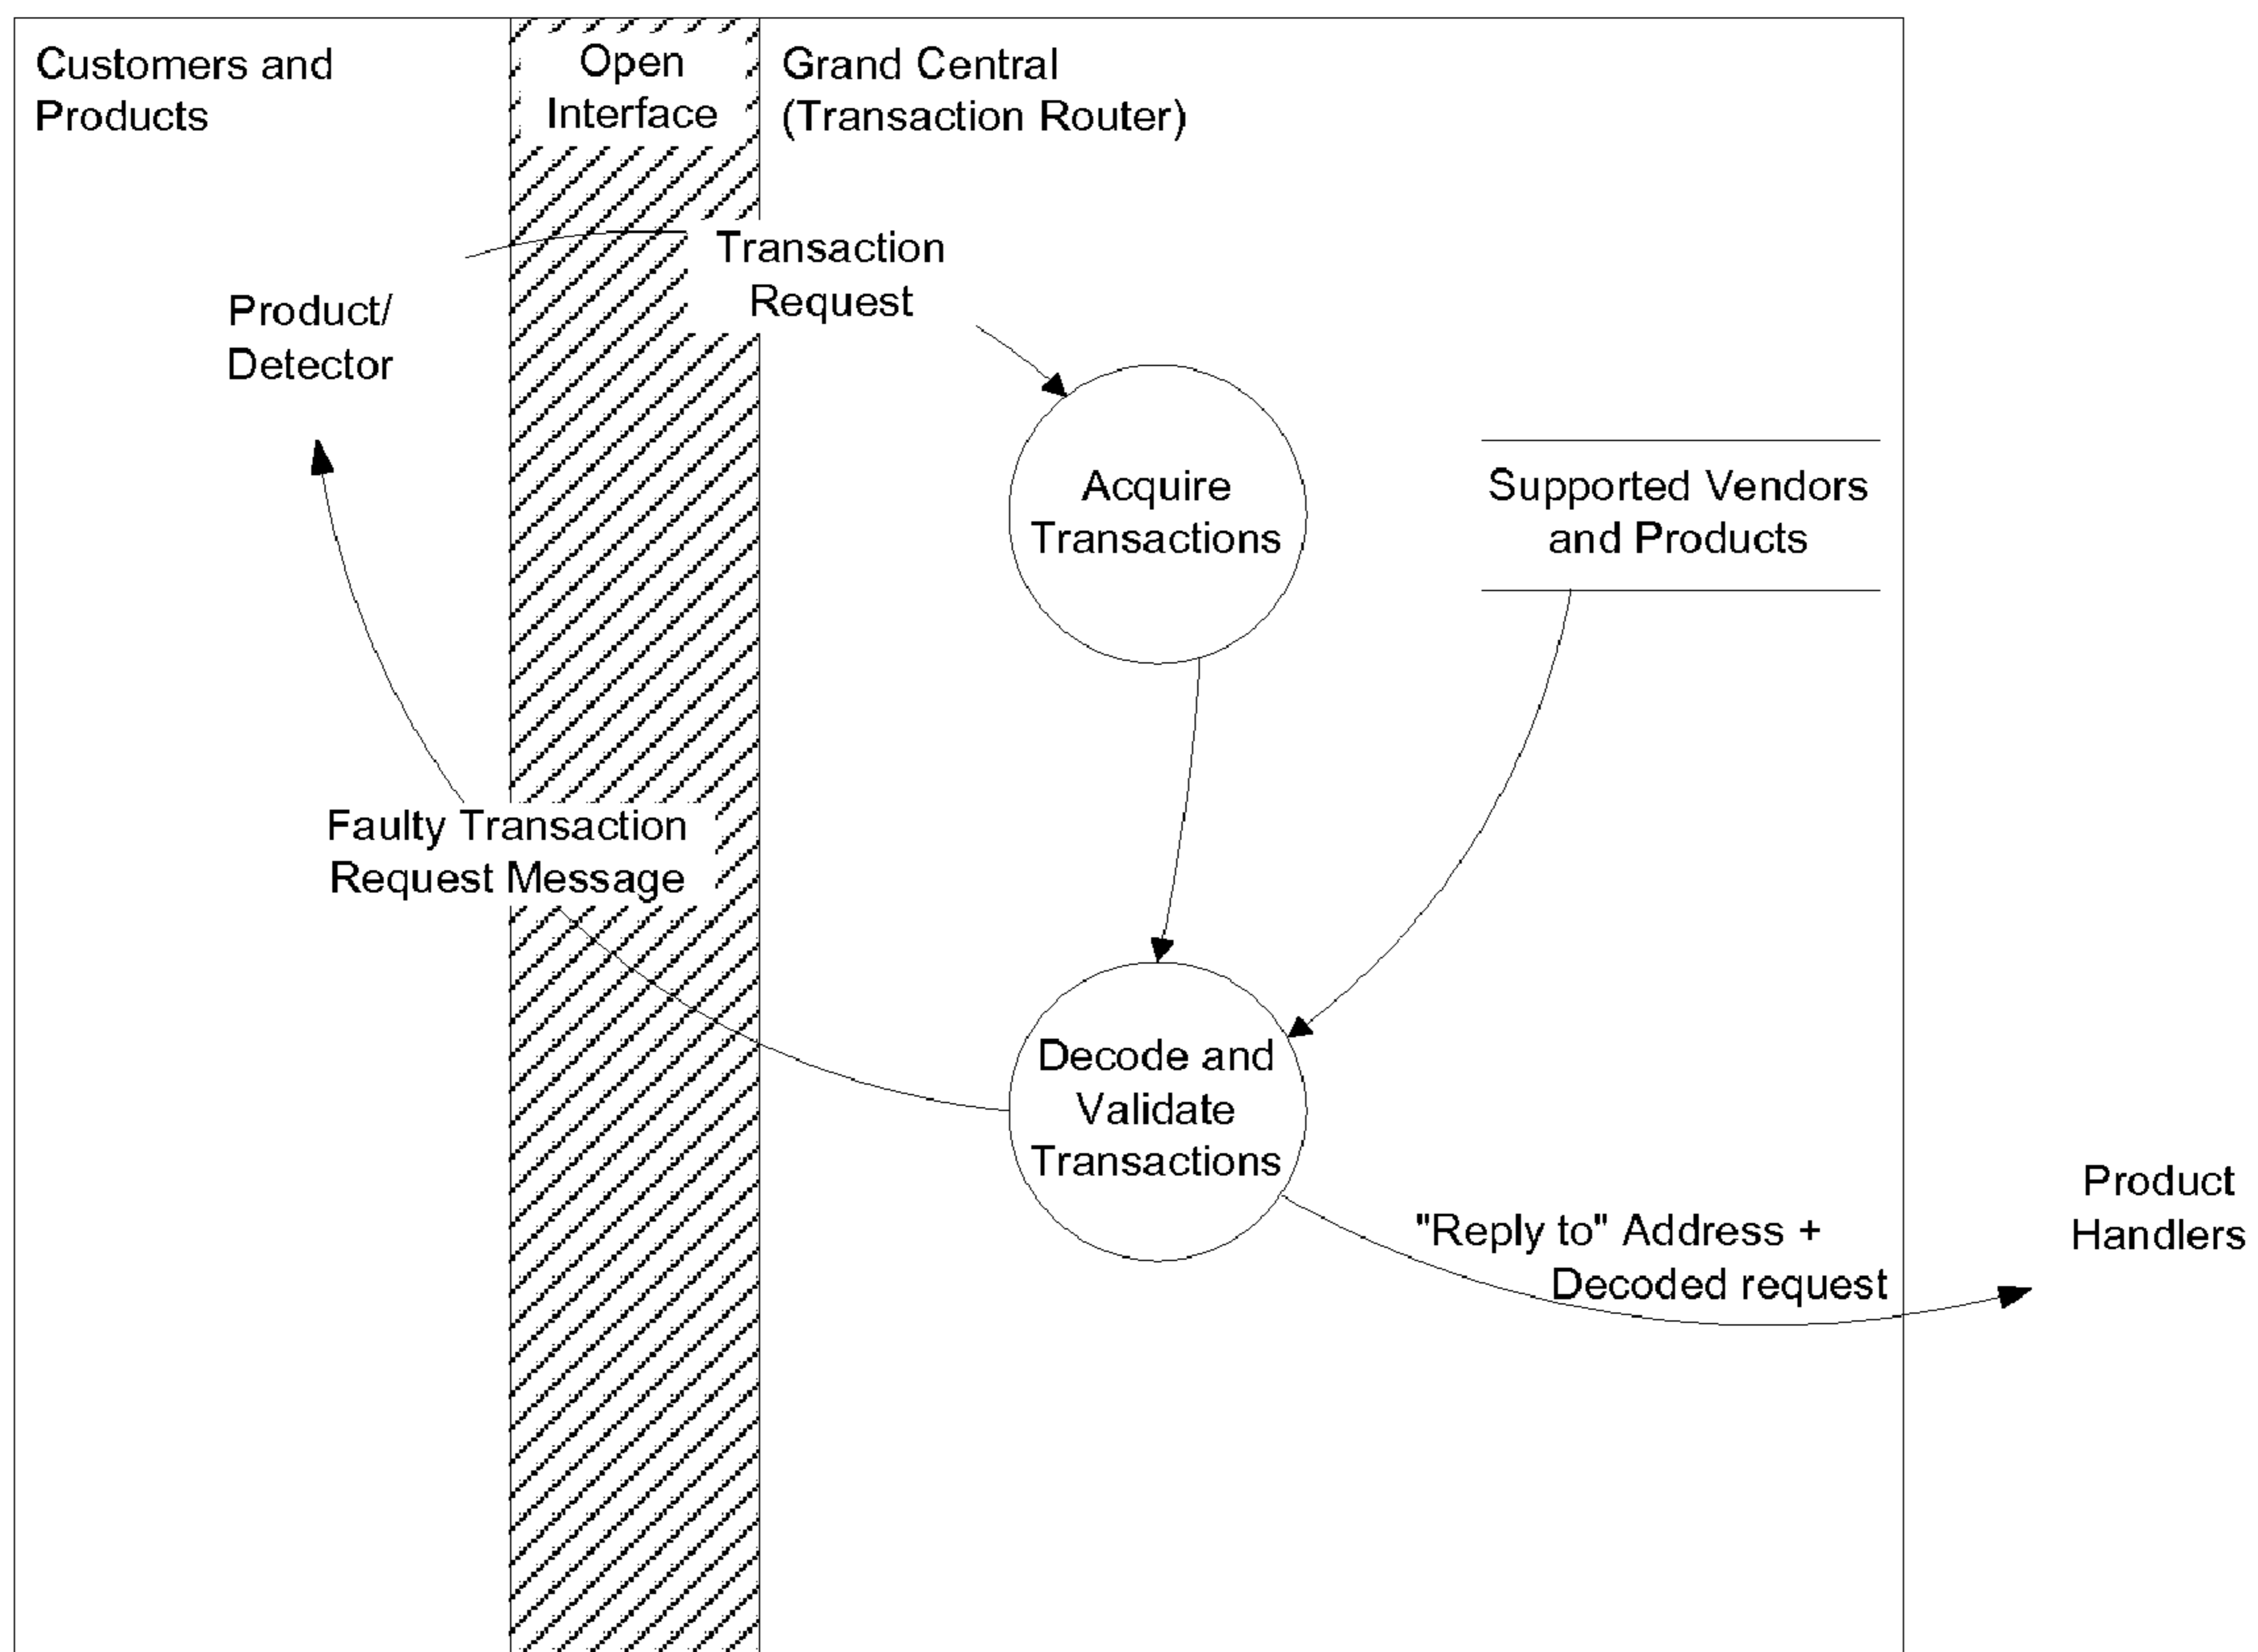 Customers and
Products
Open
Interface
Grand Central
(Transaction Router)
Transaction
Request
Product/
Detector
Acquire
Transactions
Supported Vendors
and Products
Faulty Transaction
Request Message
Decode and
Validate
Transactions
"Reply to" Address +
Decoded request
Product
Handlers